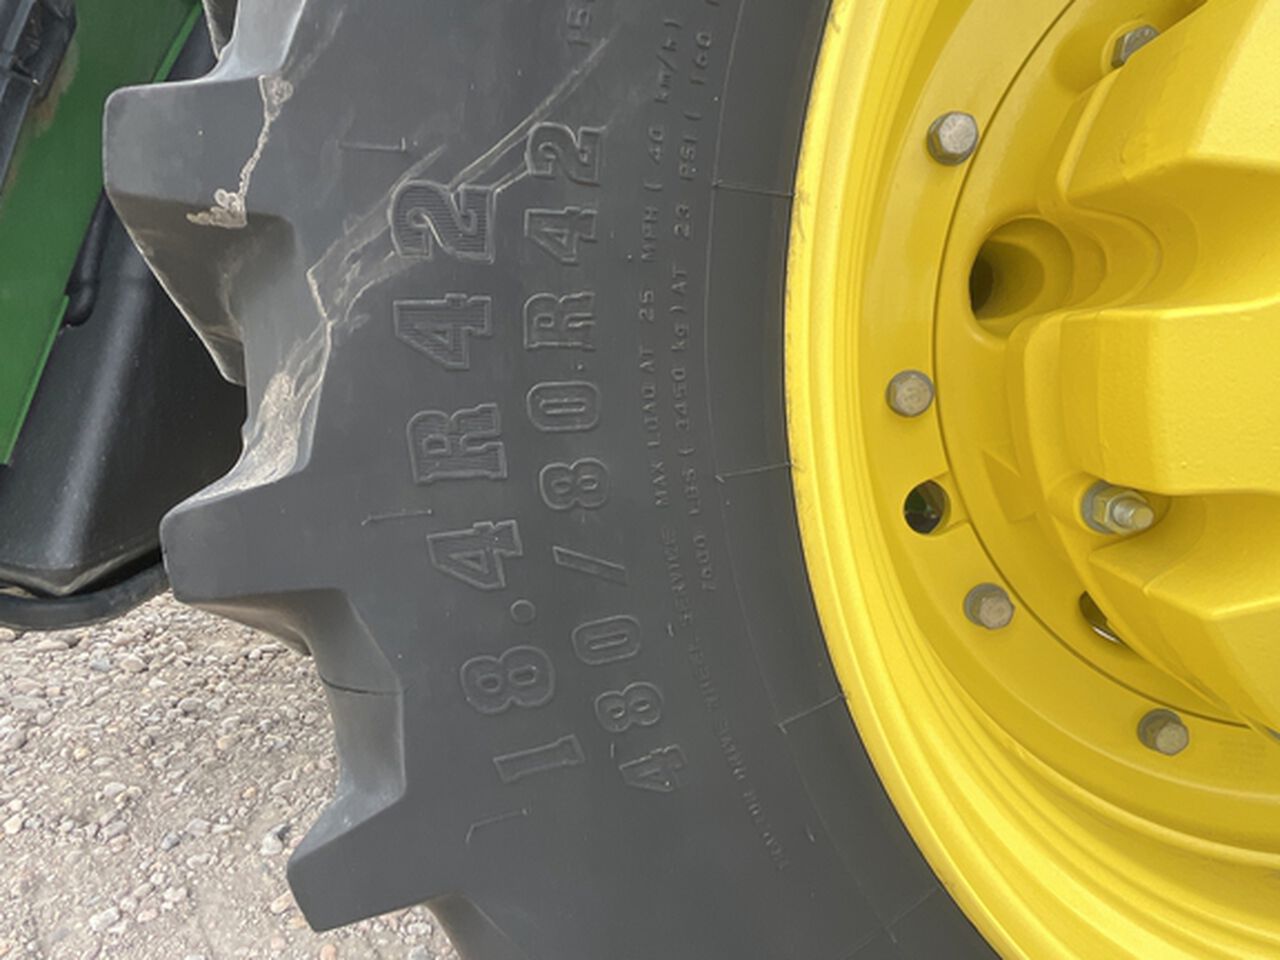 18.4R42
480/80R42
MAX LOAD AT 25 MPH (40 km/h)
7600 LBS (3450 kg) AT 23 PSI (160